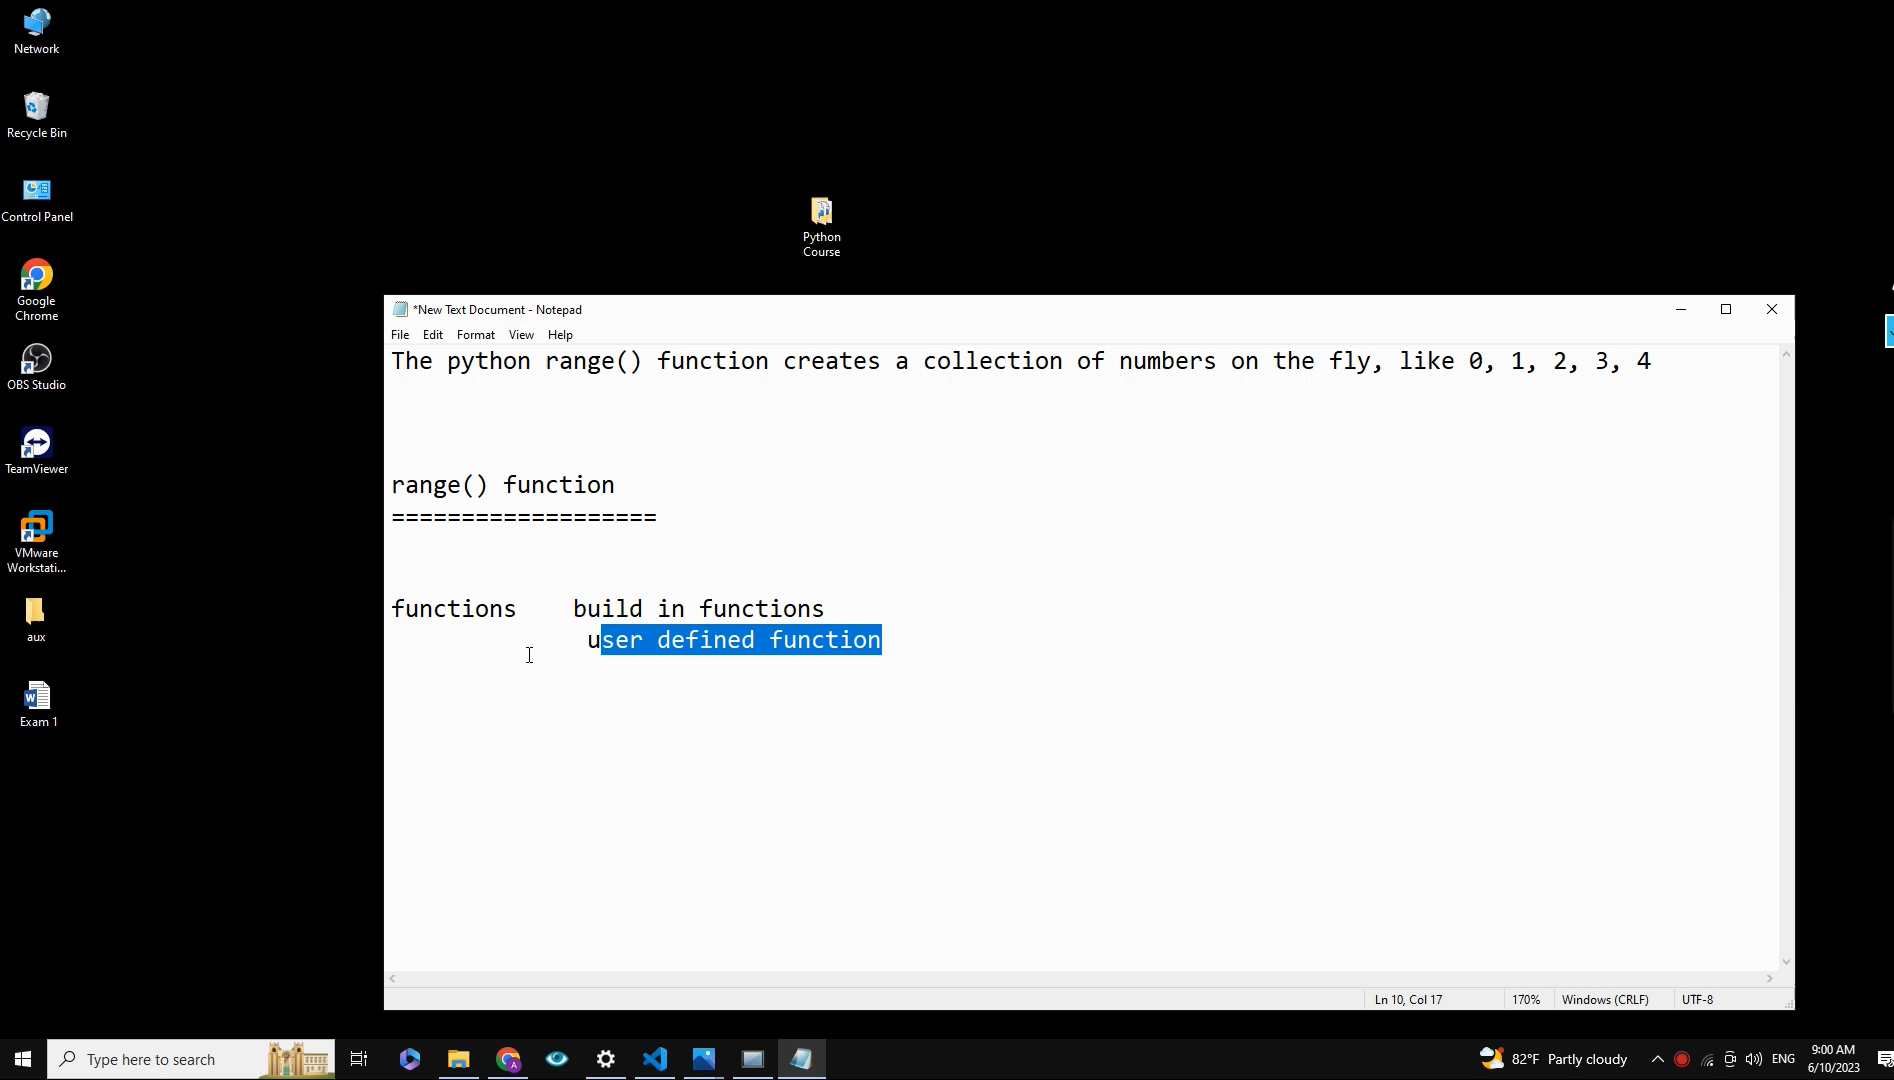 Network
Recycle Bin
Control Panel
Google
Chrome
OBS Studio
TeamViewer
VMware
Workstati...
aux
Exam 1
Python
Course
*New Text Document - Notepad
File Edit Format View Help
The python range() function creates a collection of numbers on the fly, like 0, 1, 2, 3, 4
range() function
===================
functions build in functions
user defined function
Ln 10, Col 17 170% Windows (CRLF) UTF-8
Type here to search
82°F Partly cloudy ENG
9:00 AM
6/10/2023